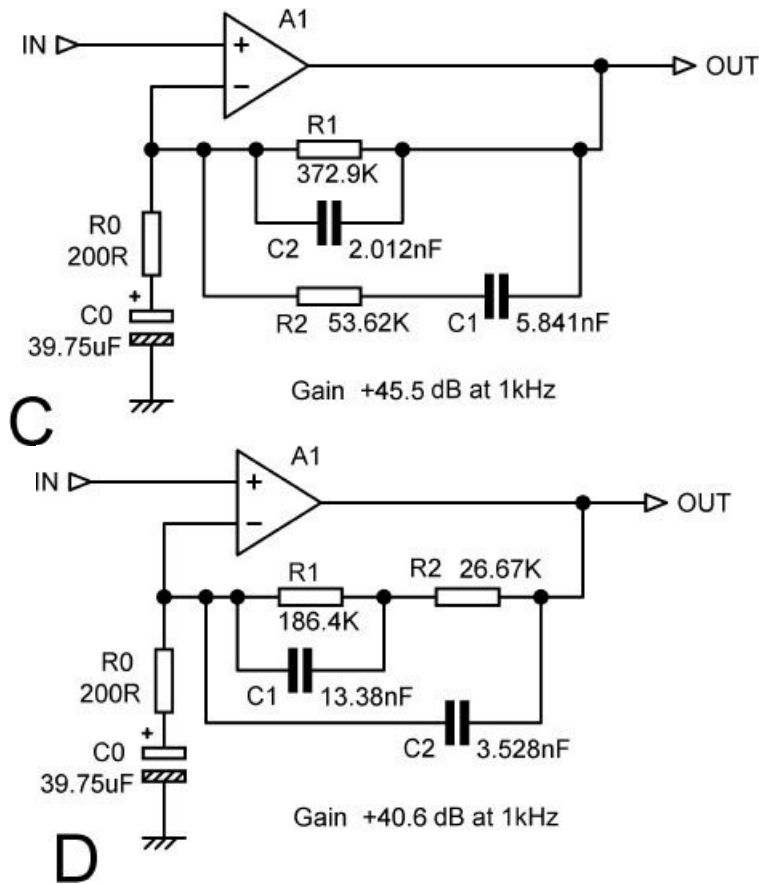 A1
IN
+
−
OUT
R1
372.9K
R0
200R
C2
2.012nF
+
C0
39.75uF
R2
53.62K
C1
5.841nF
Gain +45.5 dB at 1kHz
C
A1
IN
+
−
OUT
R1
R2
26.67K
186.4K
R0
200R
C1
13.38nF
+
C0
39.75uF
C2
3.528nF
Gain +40.6 dB at 1kHz
D